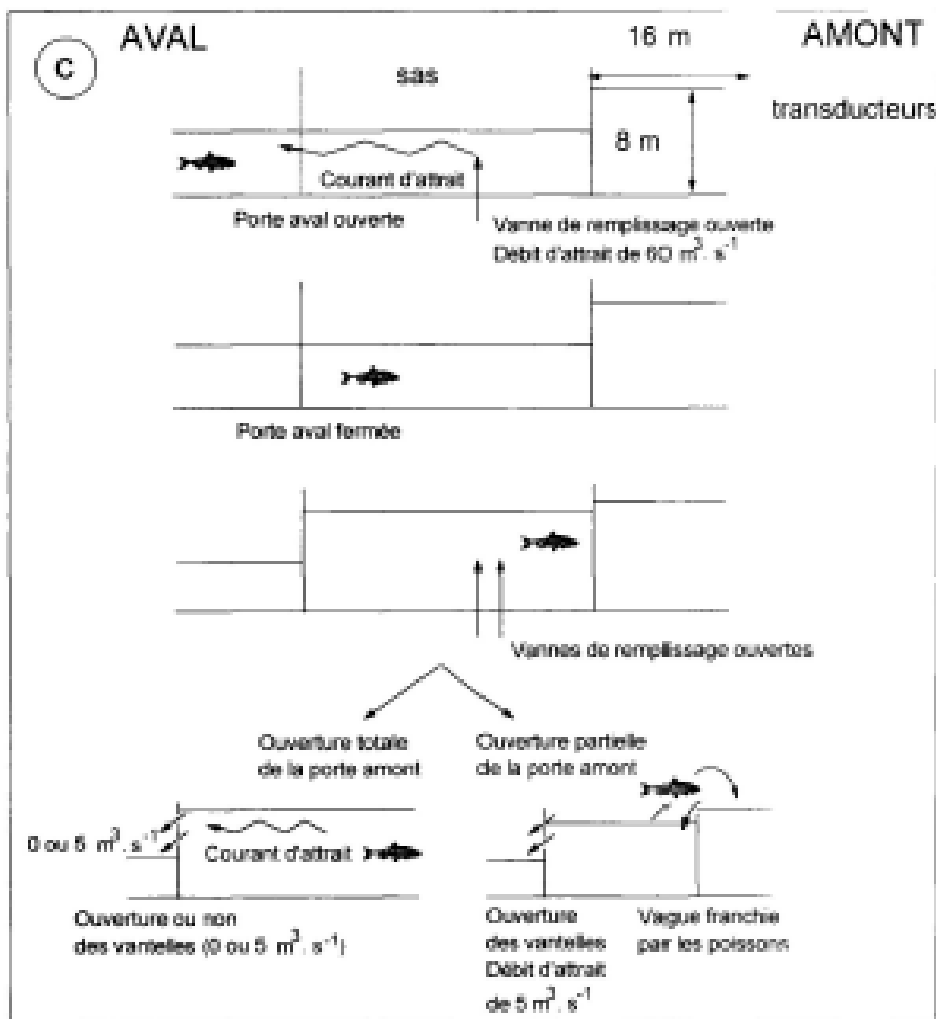 C
AVAL
16 m
AMONT
sas
transducteurs
8 m
Courant d'attrait
Porte aval ouverte
Vanne de remplissage ouverte
Débit d'attrait de 60 m³. s⁻¹
Porte aval fermée
Vannes de remplissage ouvertes
Ouverture totale
de la porte amont
Ouverture partielle
de la porte amont
0 ou 5 m³. s⁻¹
Courant d'attrait
Ouverture ou non
des vantelles (0 ou 5 m³. s⁻¹)
Ouverture
des vantelles
Débit d'attrait
de 5 m³. s⁻¹
Vague franchie
par les poissons